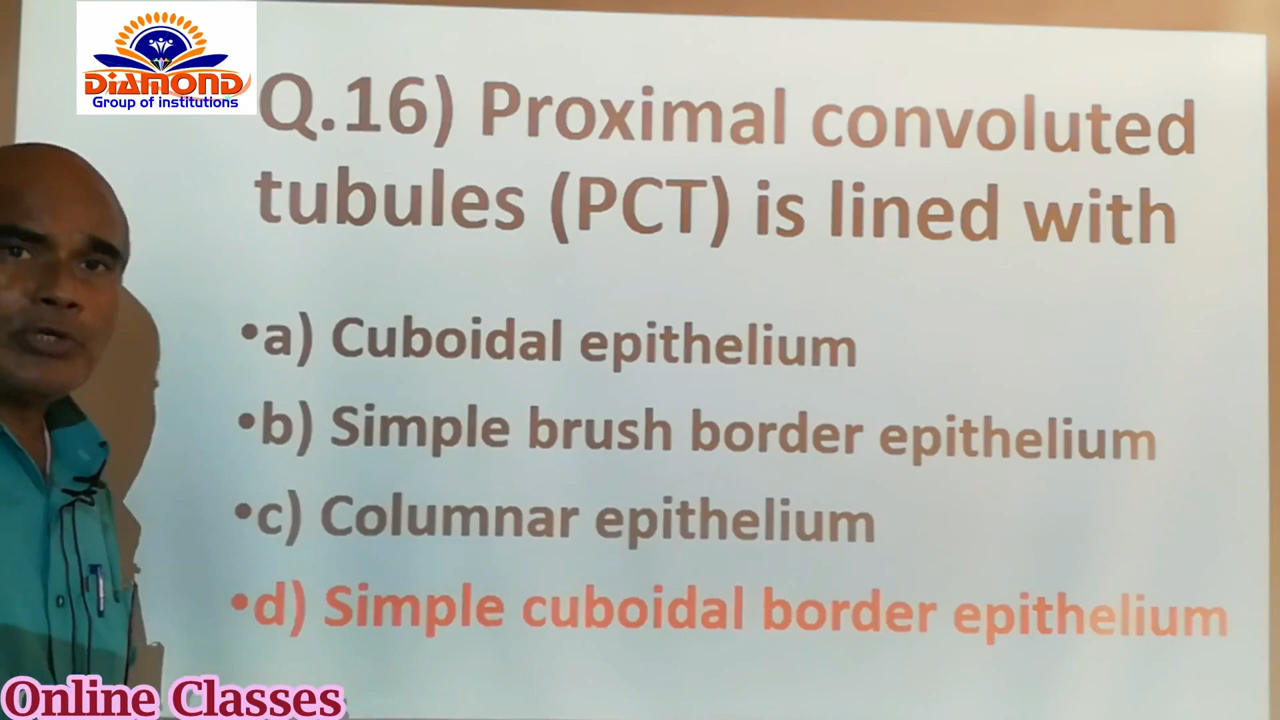 DIAMOND
Group of institutions
Q.16) Proximal convoluted
tubules (PCT) is lined with
•a) Cuboidal epithelium
•b) Simple brush border epithelium
•c) Columnar epithelium
•d) Simple cuboidal border epithelium
Online Classes